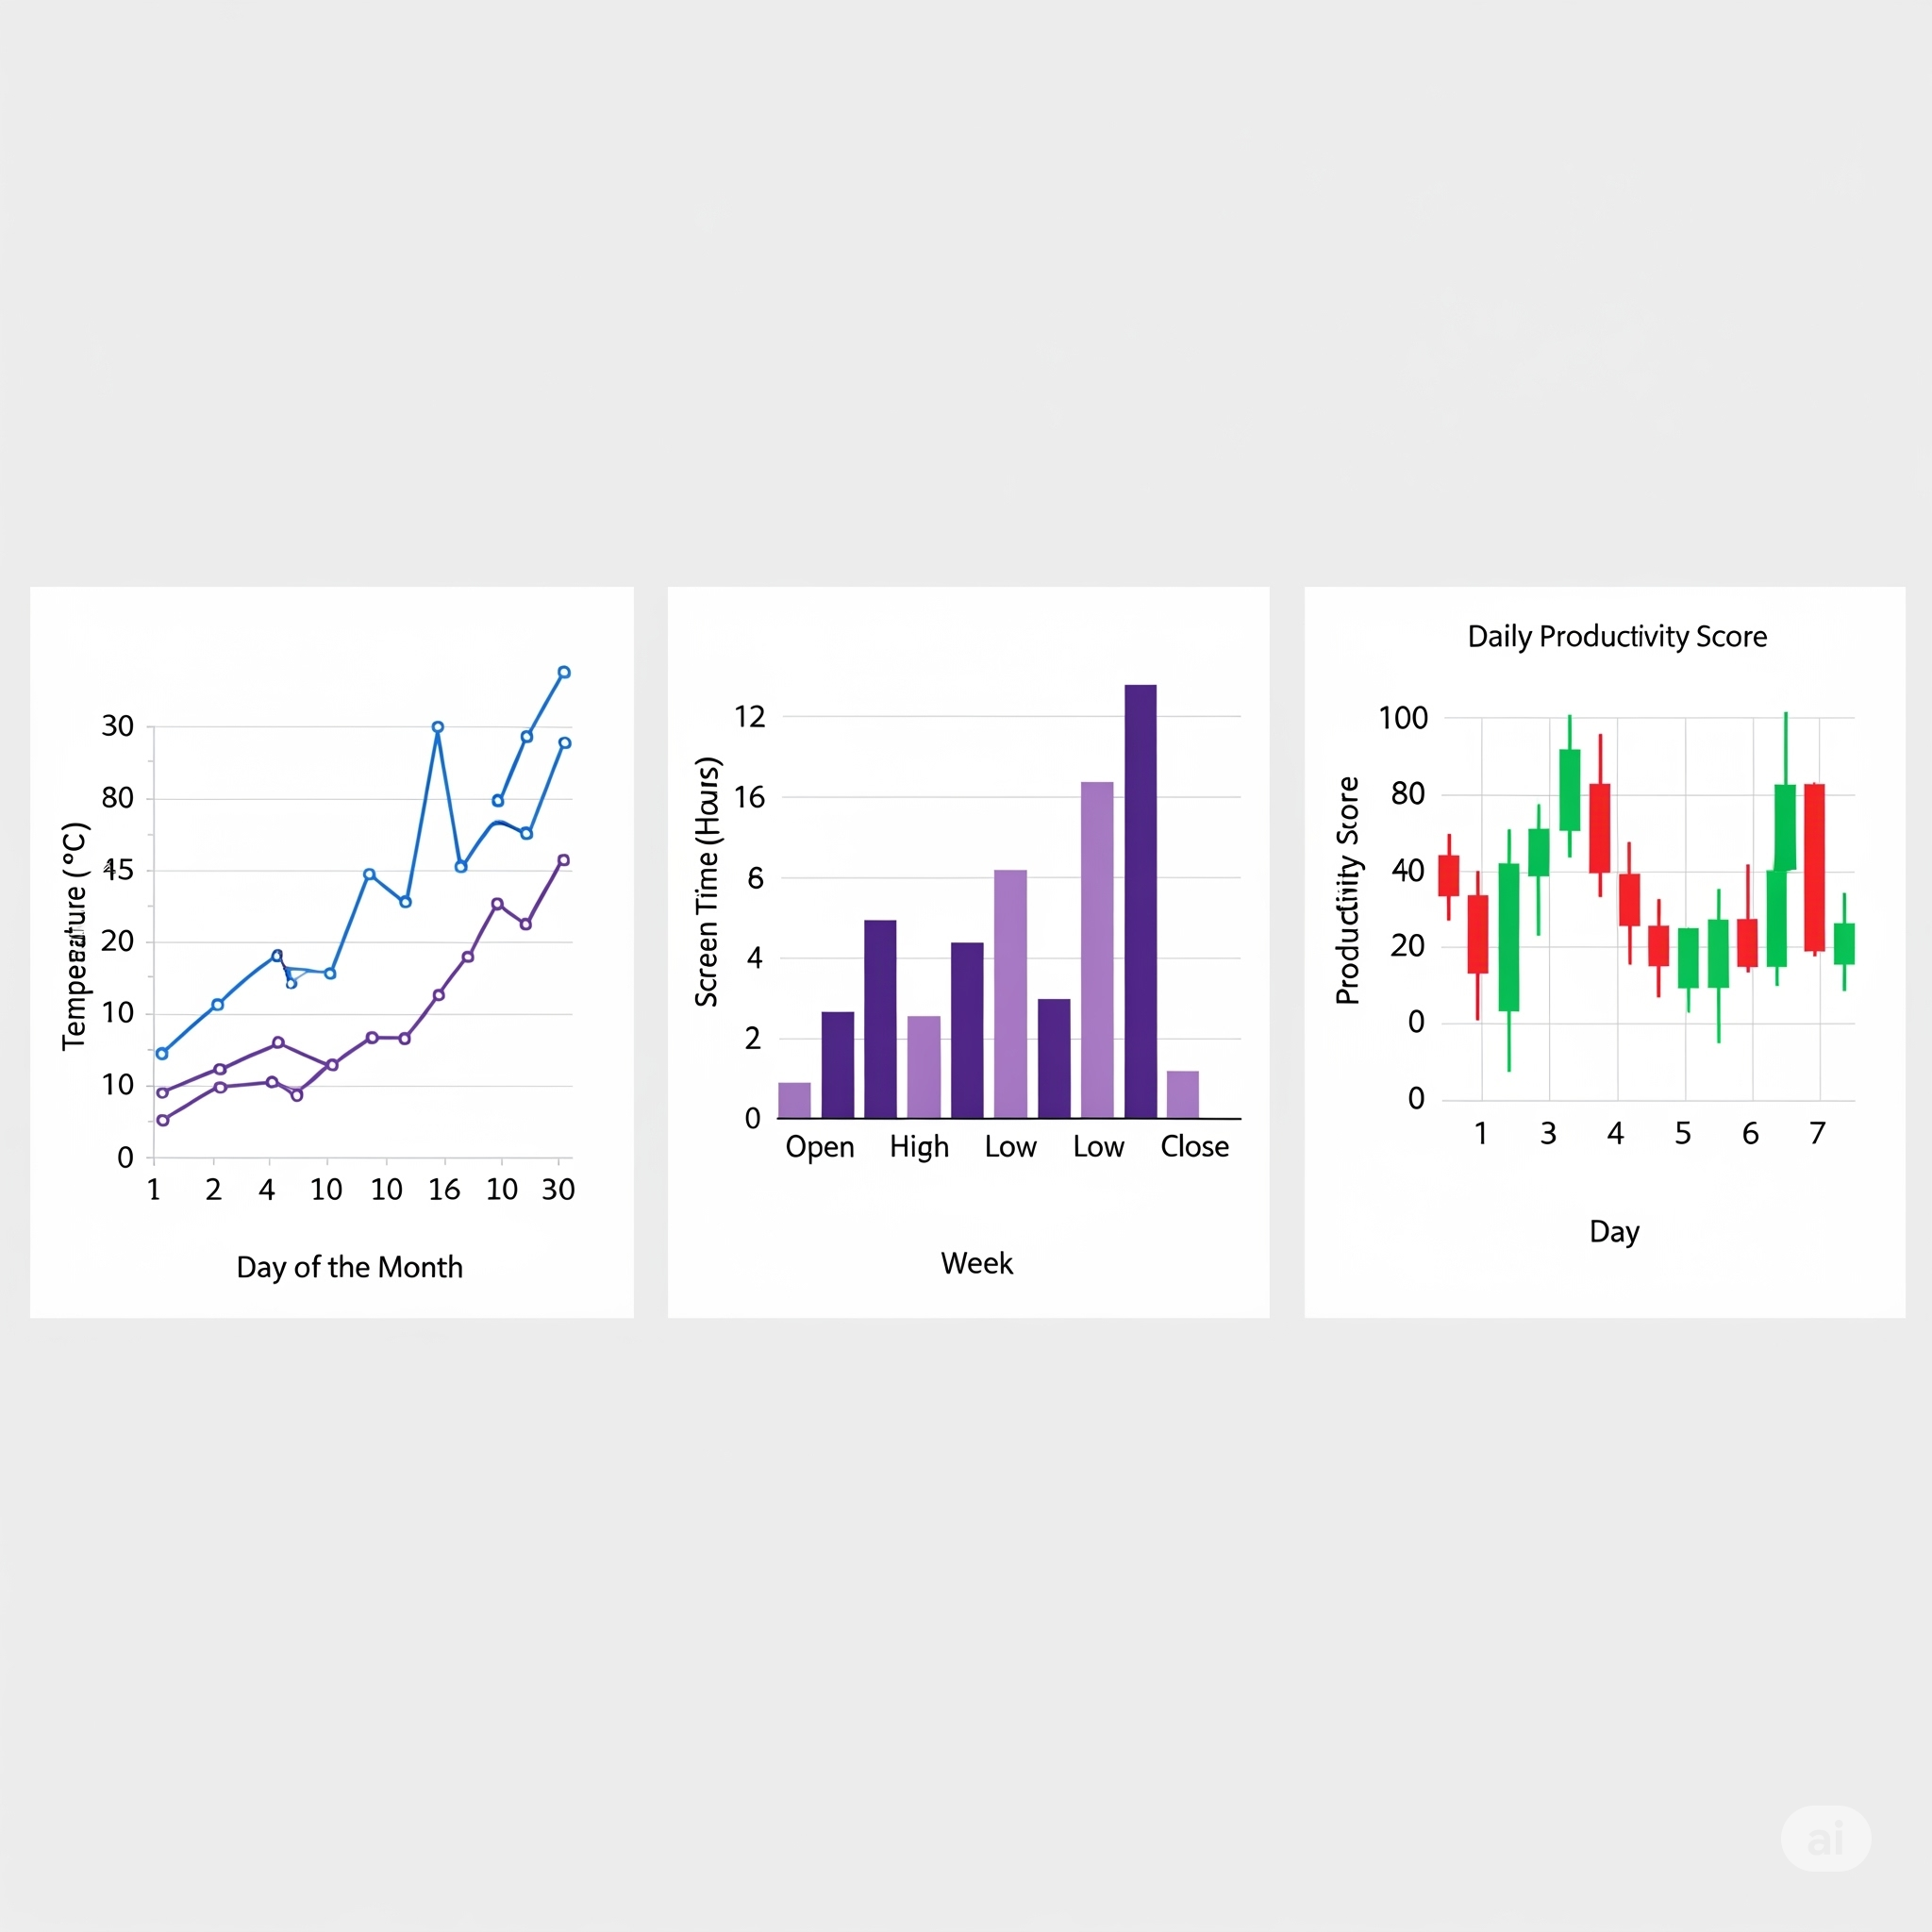 Temperature (°C)
30
80
45
20
10
10
0
1 2 4 10 10 16 10 30
Day of the Month
Screen Time (Hours)
12
16
6
4
2
0
Open High Low Low Close
Week
Daily Productivity Score
Score
100
80
40
20
0
0
1 3 4 5 6 7
Day
ai